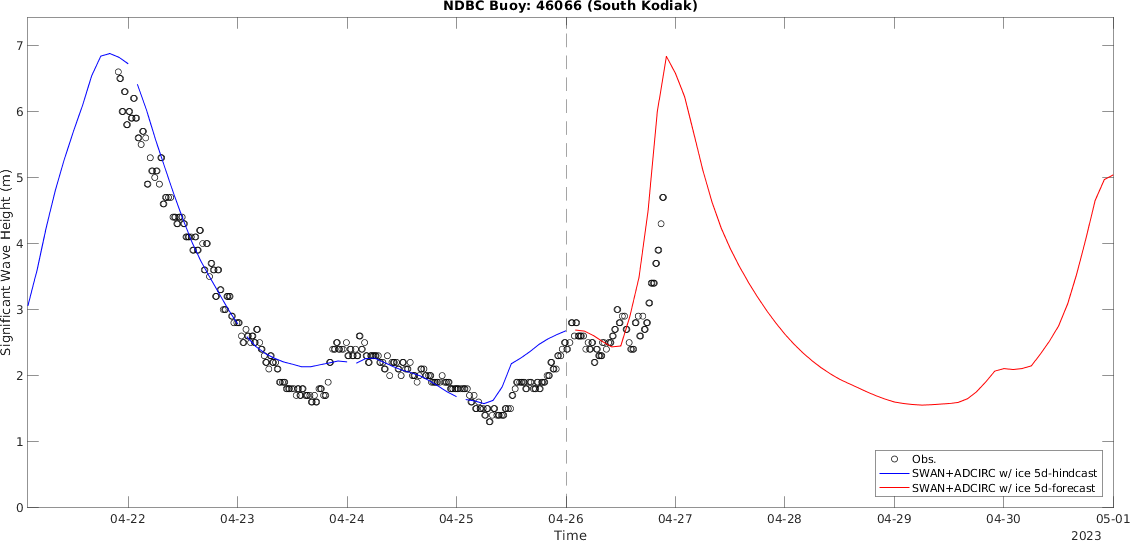 NDBC Buoy: 46066 (South Kodiak)
7
6
5
4
3
2
1
0
Significant Wave Height (m)
Obs.
SWAN+ADCIRC w/ ice 5d-hindcast
SWAN+ADCIRC w/ ice 5d-forecast
04-22 04-23 04-24 04-25 04-26 04-27 04-28 04-29 04-30 05-01
Time
2023